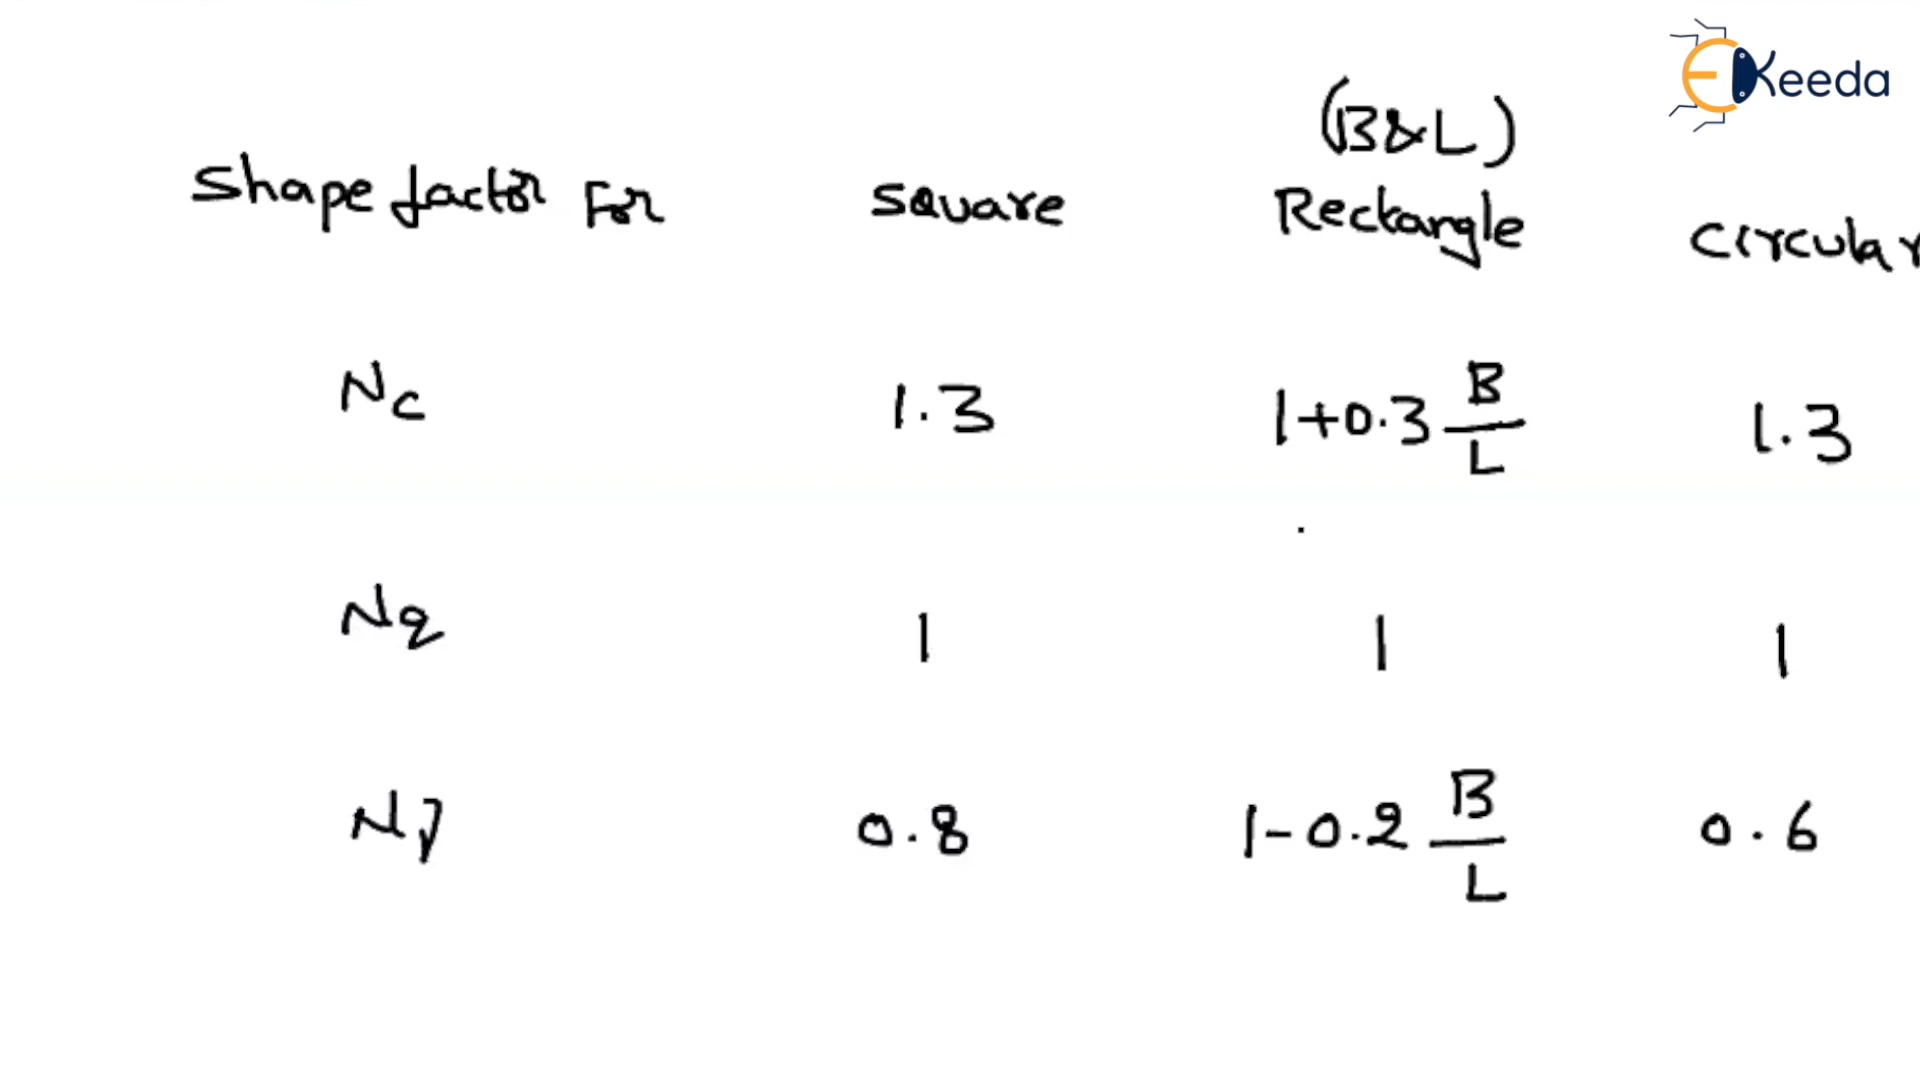 EKeeda
(B&L)
Shape factor For square Rectangle circular
Nc 1.3 1+0.3 B/L 1.3
Nq 1 1 1
Nγ 0.8 1-0.2 B/L 0.6